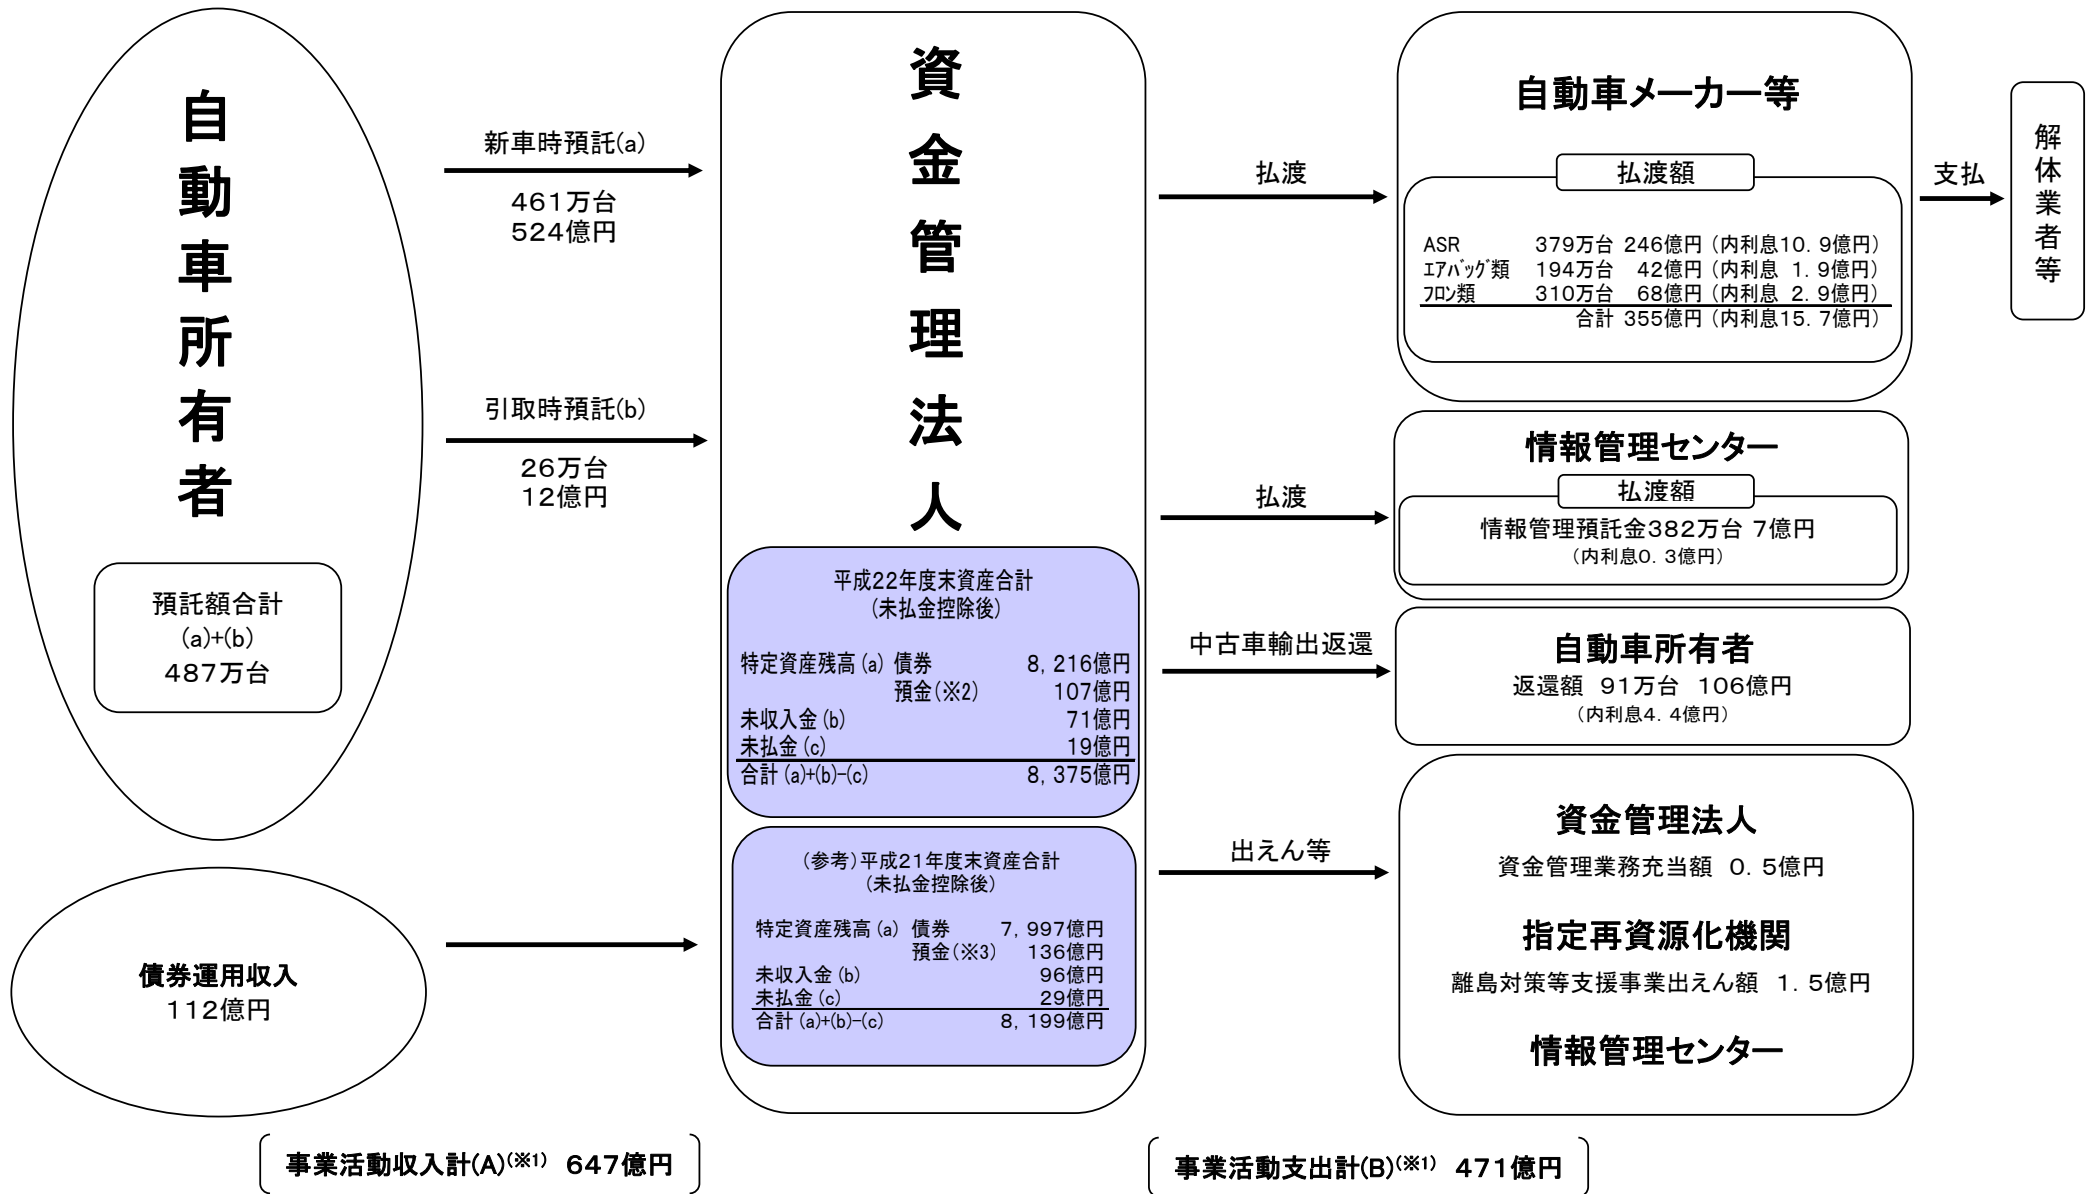 自動車所有者
預託額合計
(a)+(b)
487万台
債券運用収入
112億円
新車時預託(a)
461万台
524億円
引取時預託(b)
26万台
12億円
資金管理法人
平成22年度末資産合計
(未払金控除後)
特定資産残高(a) 債券 8,216億円
預金(※2) 107億円
未収入金(b) 71億円
未払金(c) 19億円
合計(a)+(b)-(c) 8,375億円
(参考)平成21年度末資産合計
(未払金控除後)
特定資産残高(a) 債券 7,997億円
預金(※3) 136億円
未収入金(b) 96億円
未払金(c) 29億円
合計(a)+(b)-(c) 8,199億円
払渡
自動車メーカー等
払渡額
ASR 379万台 246億円(内利息10.9億円)
エアバッグ類 194万台 42億円(内利息 1.9億円)
フロン類 310万台 68億円(内利息 2.9億円)
合計 355億円(内利息15.7億円)
支払
解体業者等
払渡
情報管理センター
払渡額
情報管理預託金382万台 7億円
(内利息0.3億円)
中古車輸出返還
自動車所有者
返還額 91万台 106億円
(内利息4.4億円)
出えん等
資金管理法人
資金管理業務充当額 0.5億円
指定再資源化機関
離島対策等支援事業出えん額 1.5億円
情報管理センター
事業活動収入計(A)(※1) 647億円
事業活動支出計(B)(※1) 471億円